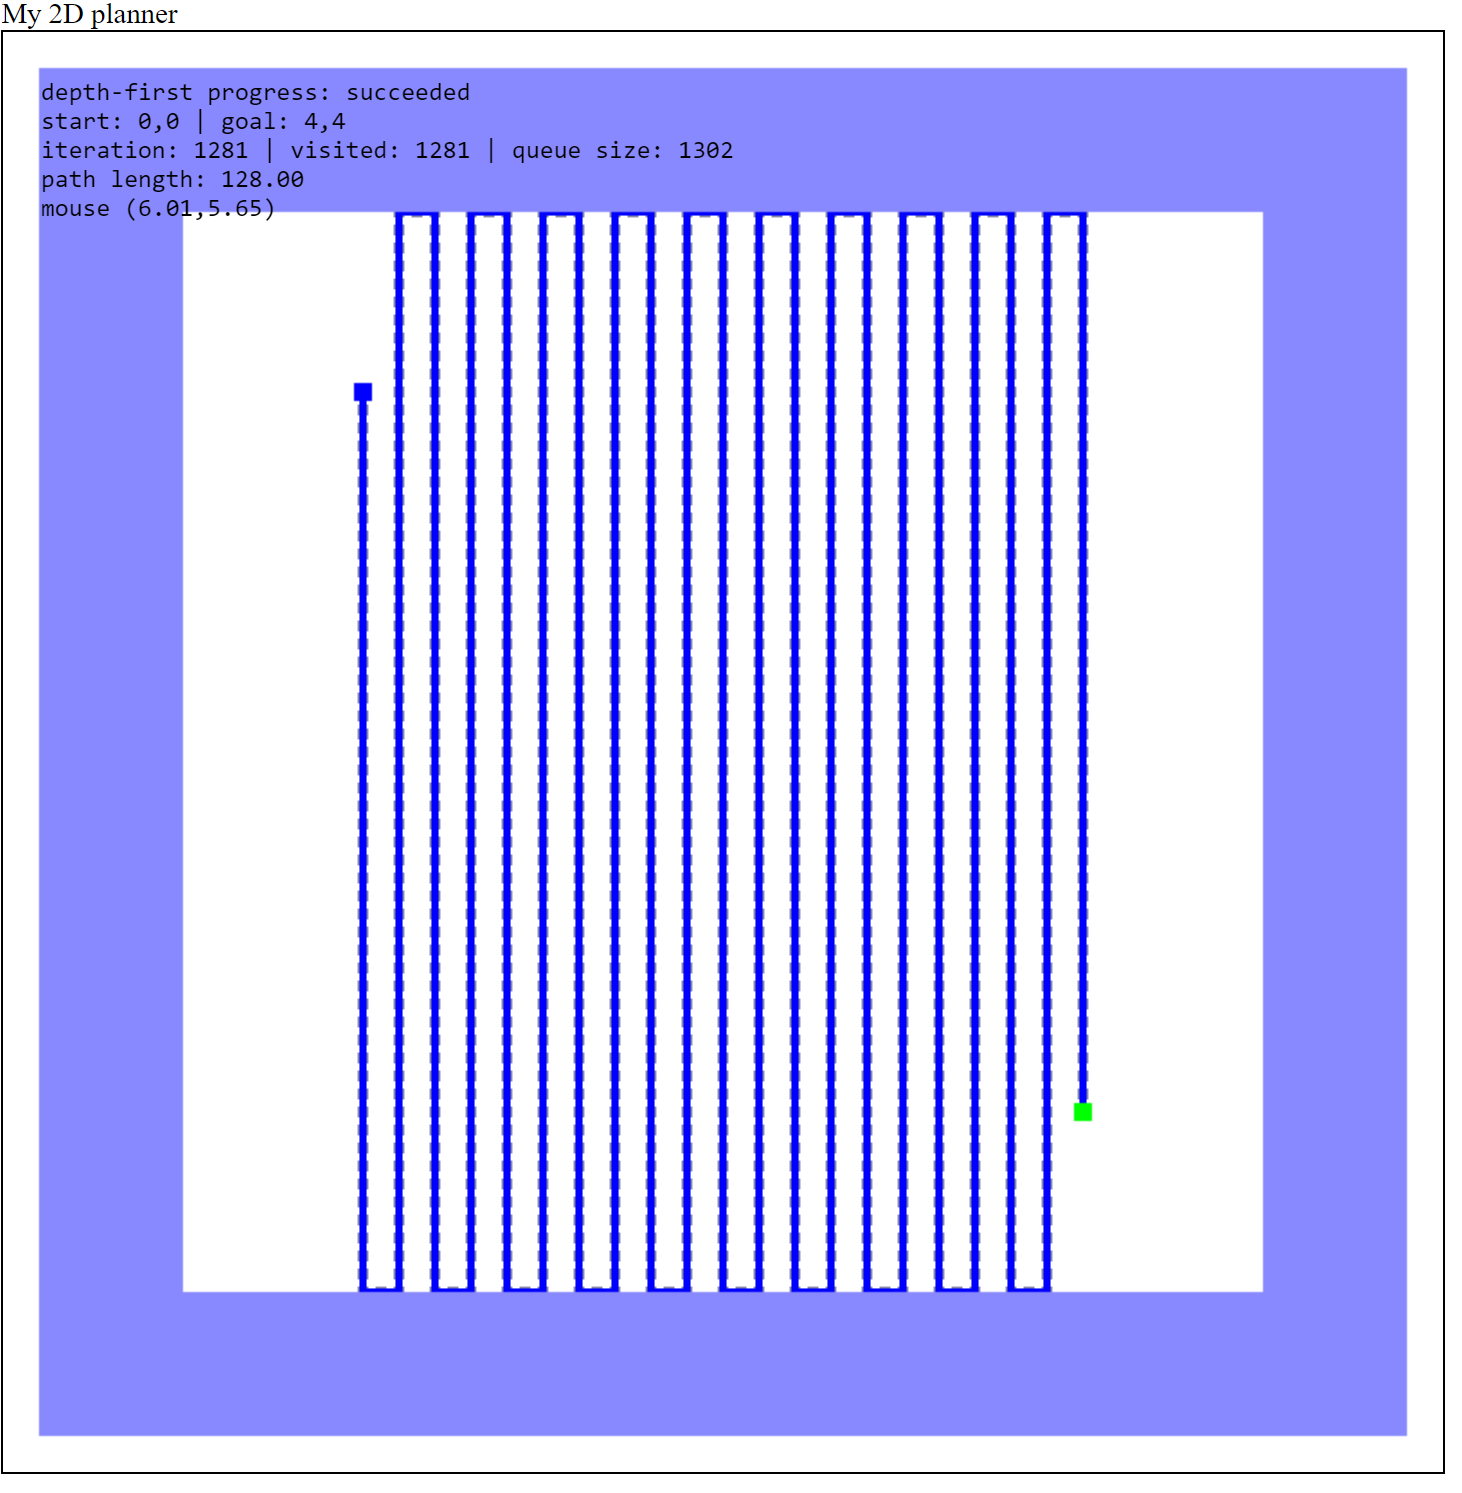 My 2D planner
depth-first progress: succeeded
start: 0,0 | goal: 4,4
iteration: 1281 | visited: 1281 | queue size: 1302
path length: 128.00
mouse (6.01,5.65)